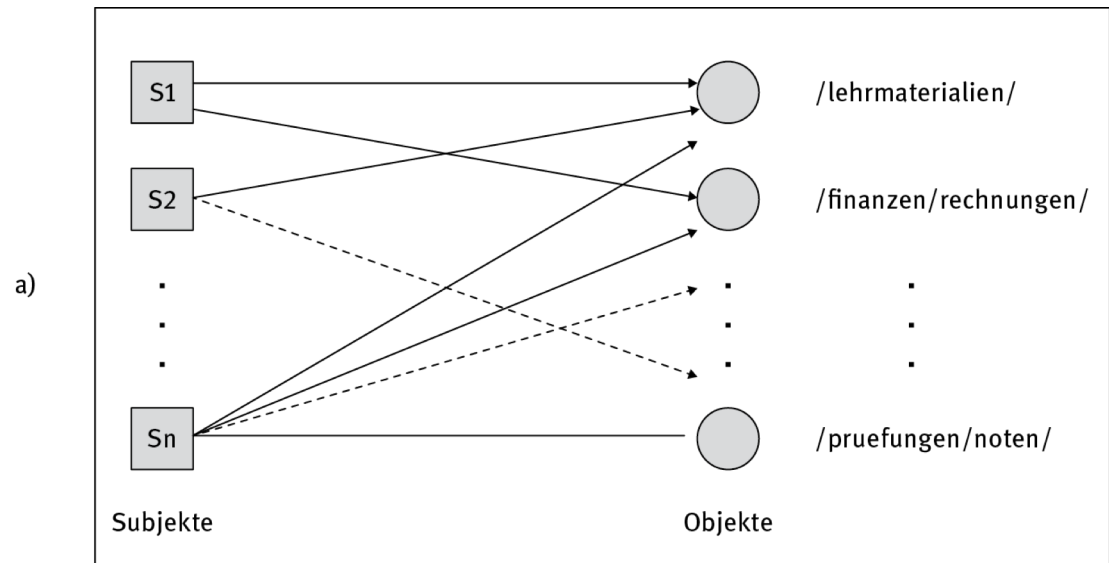 a)
S1
/lehrmaterialien/
S2
/finanzen/rechnungen/
Sn
/pruefungen/noten/
Subjekte
Objekte